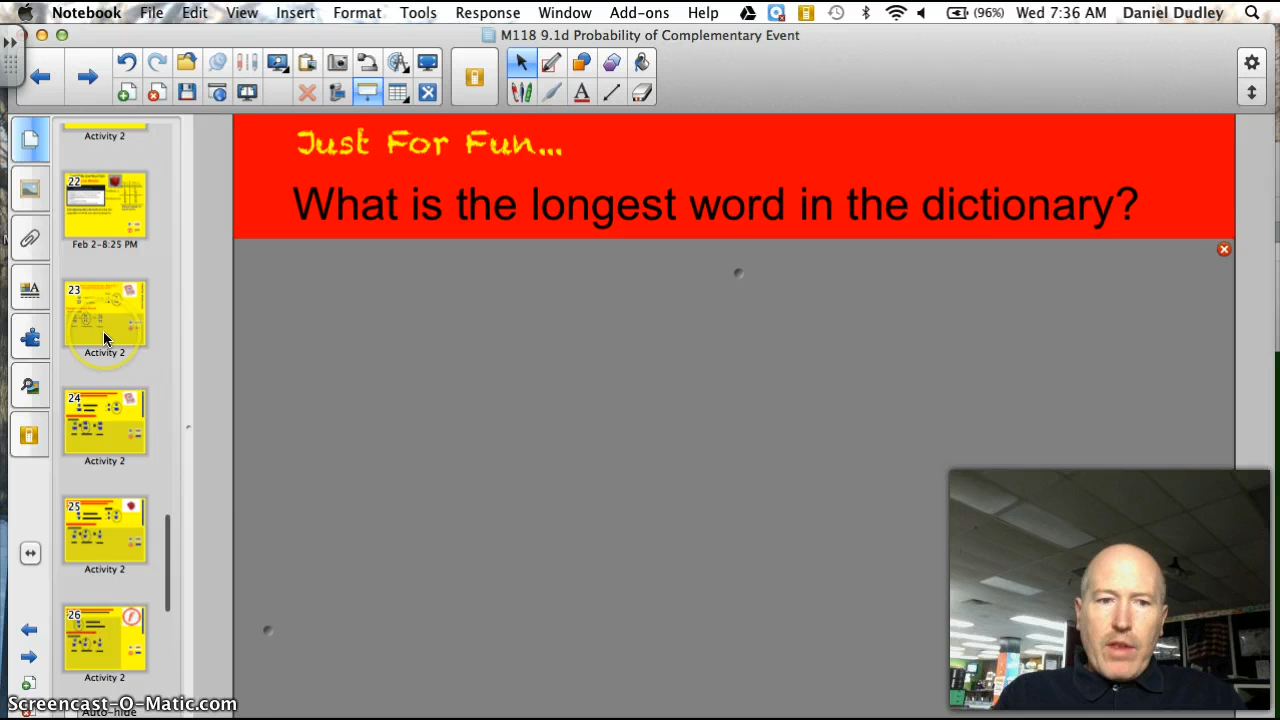 Notebook File Edit View Insert Format Tools Response Window Add-ons Help (96%) Wed 7:36 AM Daniel Dudley
M118 9.1d Probability of Complementary Event
Just For Fun...
What is the longest word in the dictionary?
Activity 2
22
Feb 2-8:25 PM
23
Activity 2
24
Activity 2
25
Activity 2
26
Activity 2
Auto-hide
Screencast-O-Matic.com